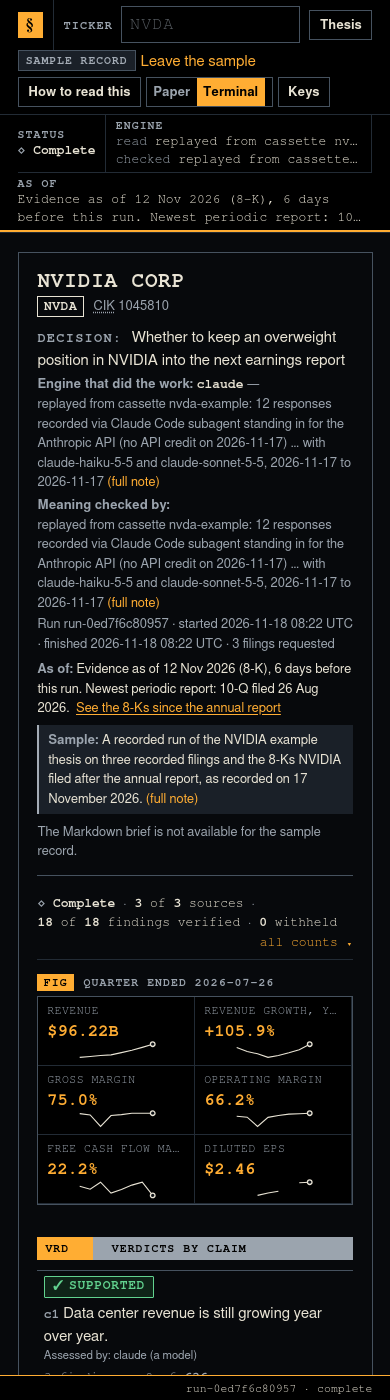 § TICKER NVDA Thesis
SAMPLE RECORD Leave the sample
How to read this Paper Terminal Keys
STATUS
◇ Complete
ENGINE
read replayed from cassette nv…
checked replayed from cassette…
AS OF
Evidence as of 12 Nov 2026 (8-K), 6 days
before this run. Newest periodic report: 10…
NVIDIA CORP
NVDA CIK 1045810
DECISION: Whether to keep an overweight
position in NVIDIA into the next earnings report
Engine that did the work: claude —
replayed from cassette nvda-example: 12 responses
recorded via Claude Code subagent standing in for the
Anthropic API (no API credit on 2026-11-17) … with
claude-haiku-5-5 and claude-sonnet-5-5, 2026-11-17 to
2026-11-17 (full note)
Meaning checked by:
replayed from cassette nvda-example: 12 responses
recorded via Claude Code subagent standing in for the
Anthropic API (no API credit on 2026-11-17) … with
claude-haiku-5-5 and claude-sonnet-5-5, 2026-11-17 to
2026-11-17 (full note)
Run run-0ed7f6c80957 · started 2026-11-18 08:22 UTC
· finished 2026-11-18 08:22 UTC · 3 filings requested
As of: Evidence as of 12 Nov 2026 (8-K), 6 days before
this run. Newest periodic report: 10-Q filed 26 Aug
2026. See the 8-Ks since the annual report
Sample: A recorded run of the NVIDIA example
thesis on three recorded filings and the 8-Ks NVIDIA
filed after the annual report, as recorded on 17
November 2026. (full note)
The Markdown brief is not available for the sample
record.
◇ Complete · 3 of 3 sources ·
18 of 18 findings verified · 0 withheld
all counts ▾
FIG QUARTER ENDED 2026-07-26
REVENUE
$96.22B
REVENUE GROWTH, Y…
+105.9%
GROSS MARGIN
75.0%
OPERATING MARGIN
66.2%
FREE CASH FLOW MA…
22.2%
DILUTED EPS
$2.46
VRD VERDICTS BY CLAIM
✓ SUPPORTED
c1 Data center revenue is still growing year
over year.
Assessed by: claude (a model)
run-0ed7f6c80957 · complete